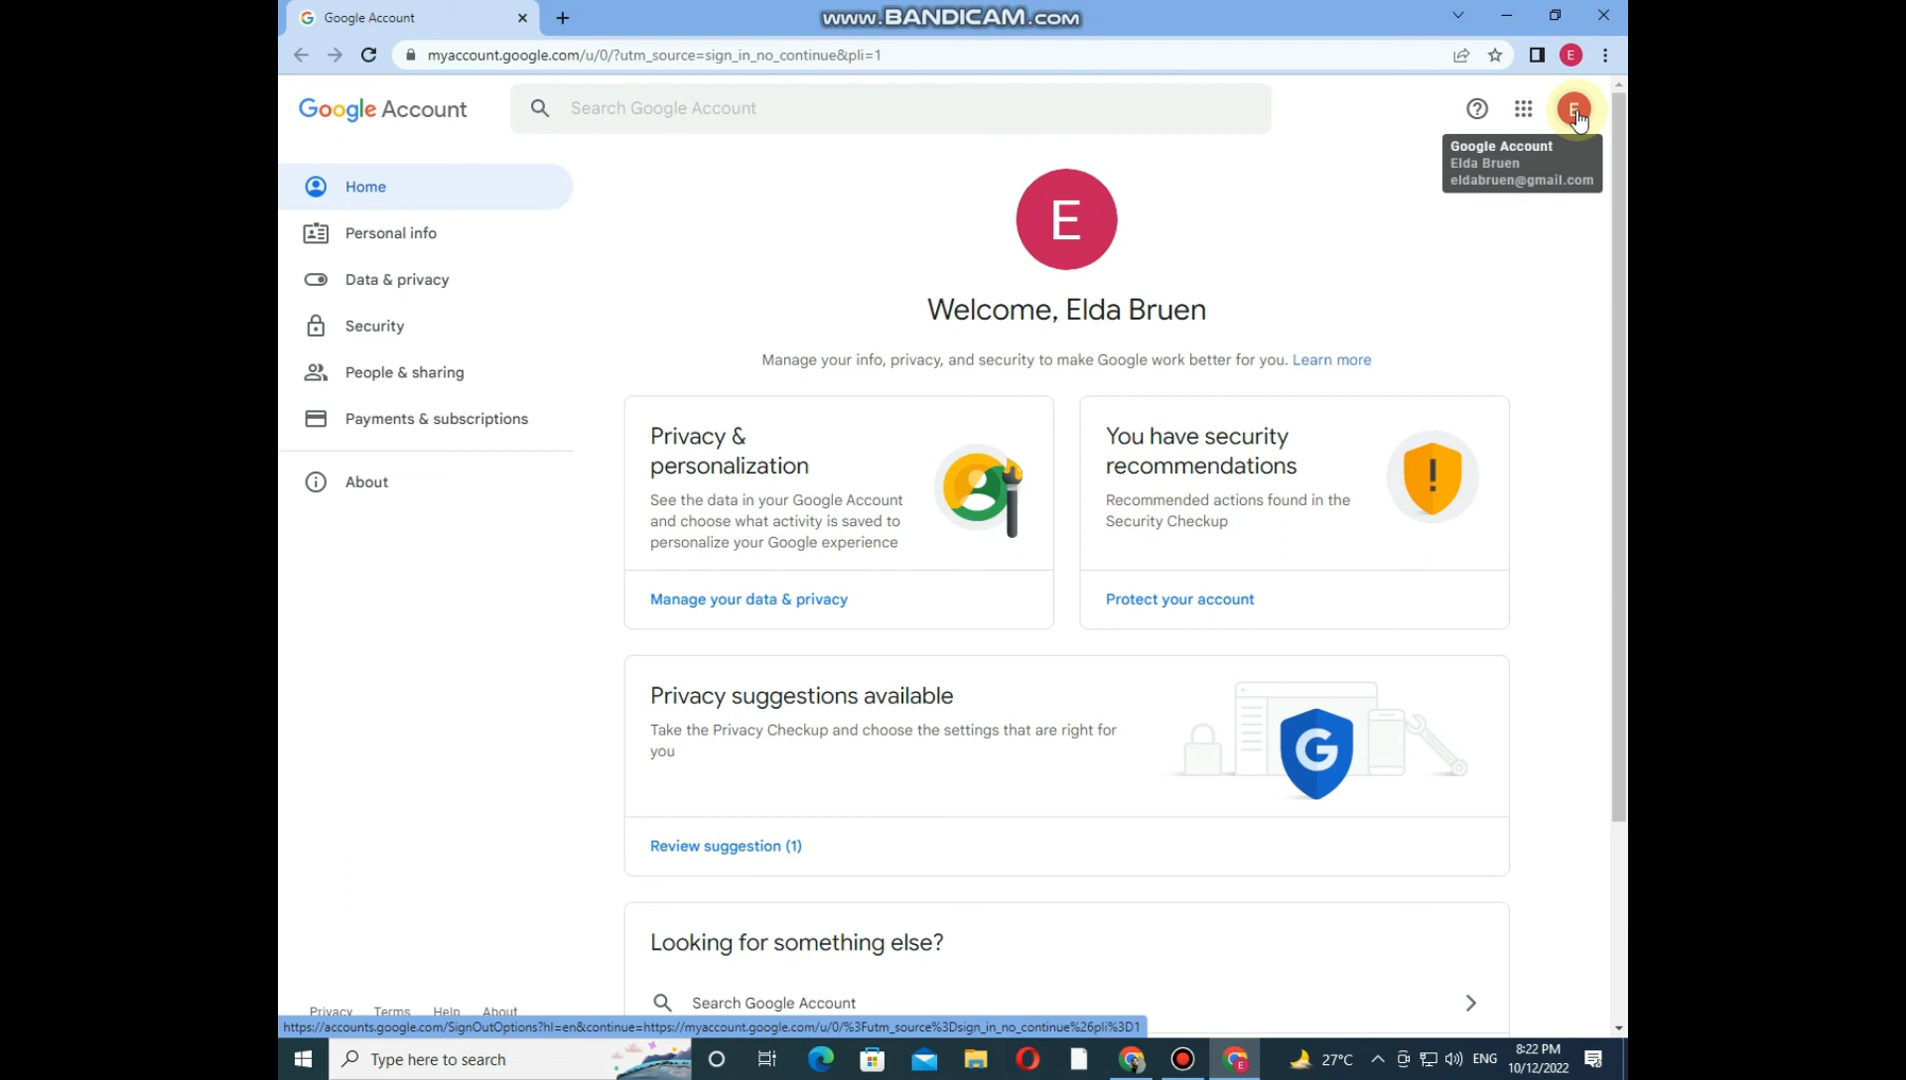 Google Account
www.BANDICAM.com
myaccount.google.com/u/0/?utm_source=sign_in_no_continue&pli=1
E
Google Account
Search Google Account
E
Google Account
Elda Bruen
eldabruen@gmail.com
Home
Personal info
Data & privacy
Security
People & sharing
Payments & subscriptions
About
E
Welcome, Elda Bruen
Manage your info, privacy, and security to make Google work better for you. Learn more
Privacy &
personalization
See the data in your Google Account
and choose what activity is saved to
personalize your Google experience
Manage your data & privacy
You have security
recommendations
Recommended actions found in the
Security Checkup
Protect your account
Privacy suggestions available
Take the Privacy Checkup and choose the settings that are right for
you
G
Review suggestion (1)
Looking for something else?
Search Google Account
Privacy Terms Help About
https://accounts.google.com/SignOutOptions?hl=en&continue=https://myaccount.google.com/u/0/%3Futm_source%3Dsign_in_no_continue%26pli%3D1
Type here to search
E
27°C
ENG
8:22 PM
10/12/2022